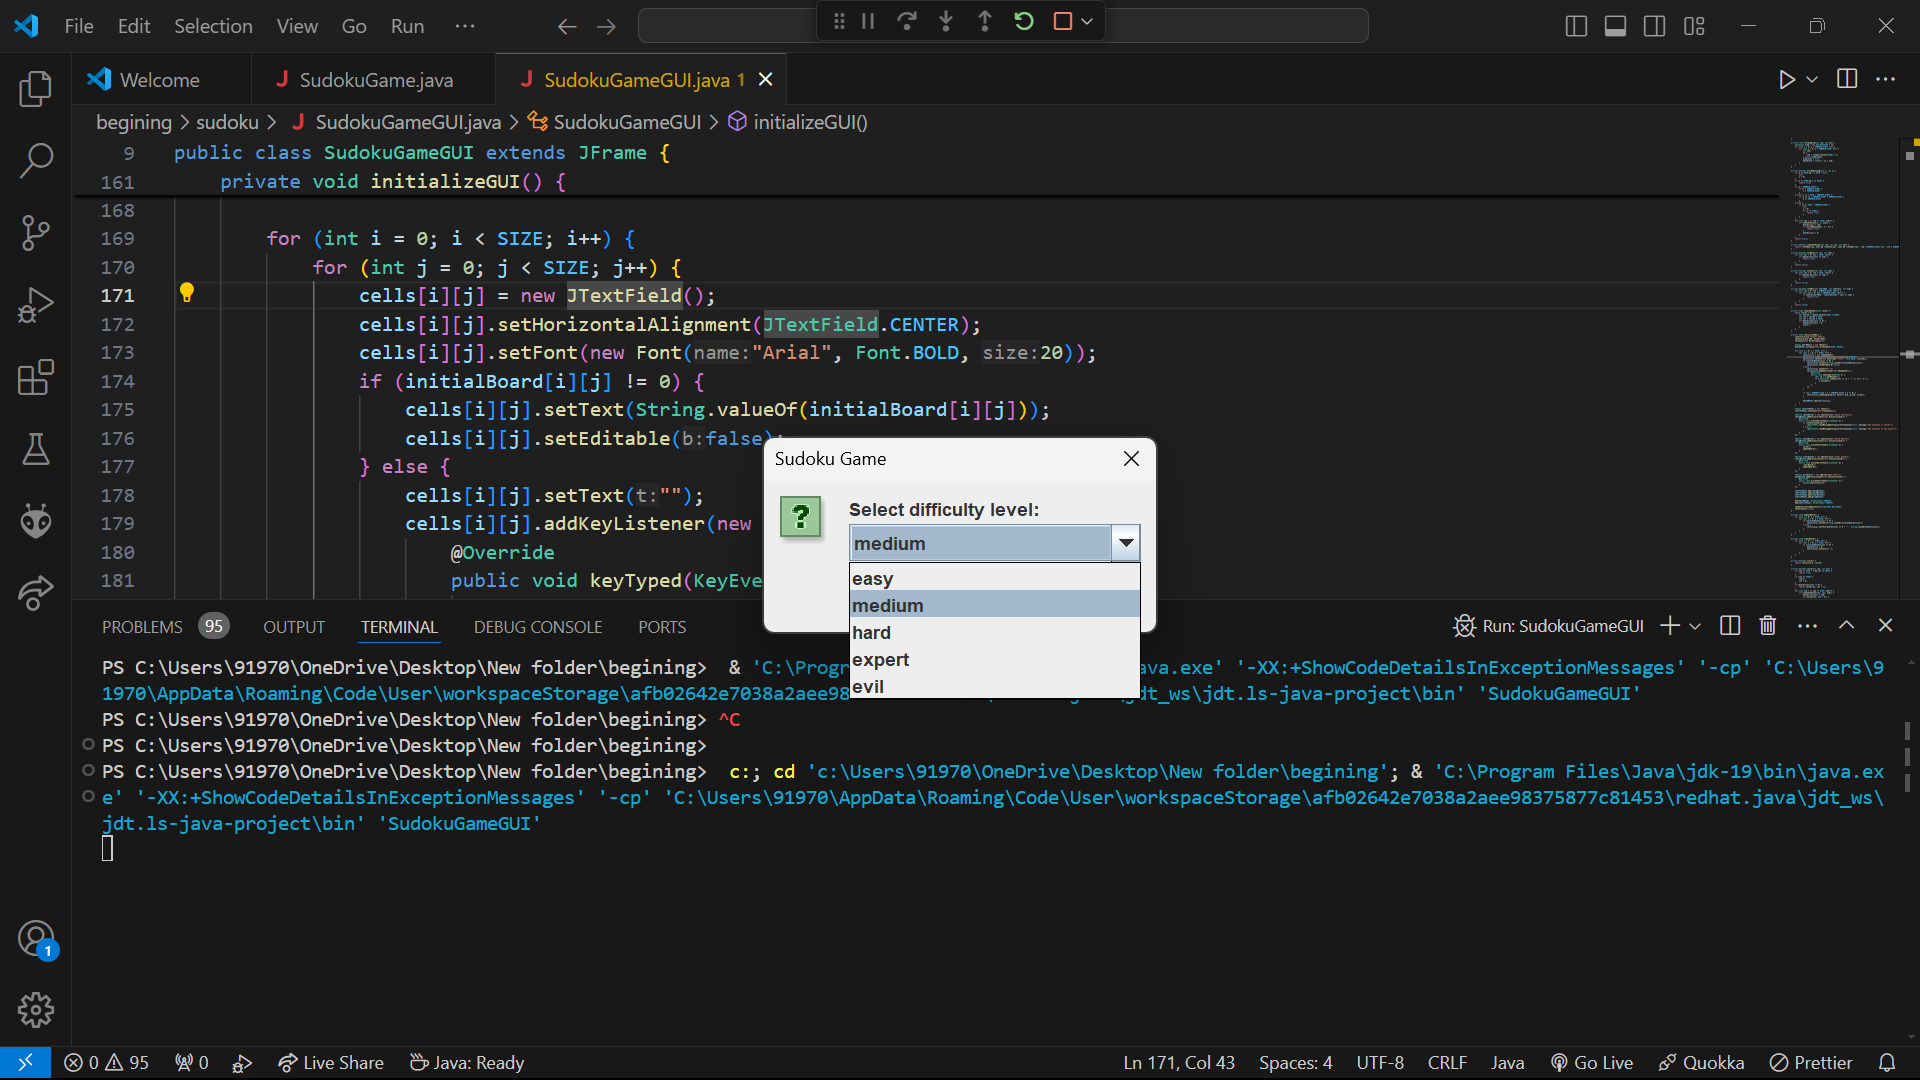 File Edit Selection View Go Run ···
Welcome
SudokuGame.java
SudokuGameGUI.java 1
begining > sudoku > SudokuGameGUI.java > SudokuGameGUI > initializeGUI()
9 public class SudokuGameGUI extends JFrame {
161 private void initializeGUI() {
168
169 for (int i = 0; i < SIZE; i++) {
170 for (int j = 0; j < SIZE; j++) {
171 cells[i][j] = new JTextField();
172 cells[i][j].setHorizontalAlignment(JTextField.CENTER);
173 cells[i][j].setFont(new Font(name:"Arial", Font.BOLD, size:20));
174 if (initialBoard[i][j] != 0) {
175 cells[i][j].setText(String.valueOf(initialBoard[i][j]));
176 cells[i][j].setEditable(b:false);
177 } else {
178 cells[i][j].setText(t:"");
179 cells[i][j].addKeyListener(new
180 @Override
181 public void keyTyped(KeyEve
Sudoku Game
Select difficulty level:
medium
easy
medium
hard
expert
evil
PROBLEMS 95 OUTPUT TERMINAL DEBUG CONSOLE PORTS
Run: SudokuGameGUI
PS C:\Users\91970\OneDrive\Desktop\New folder\begining> & 'C:\Progr ava.exe' '-XX:+ShowCodeDetailsInExceptionMessages' '-cp' 'C:\Users\9
1970\AppData\Roaming\Code\User\workspaceStorage\afb02642e7038a2aee98 jdt_ws\jdt.ls-java-project\bin' 'SudokuGameGUI'
PS C:\Users\91970\OneDrive\Desktop\New folder\begining> ^C
PS C:\Users\91970\OneDrive\Desktop\New folder\begining>
PS C:\Users\91970\OneDrive\Desktop\New folder\begining> c:; cd 'c:\Users\91970\OneDrive\Desktop\New folder\begining'; & 'C:\Program Files\Java\jdk-19\bin\java.ex
e' '-XX:+ShowCodeDetailsInExceptionMessages' '-cp' 'C:\Users\91970\AppData\Roaming\Code\User\workspaceStorage\afb02642e7038a2aee98375877c81453\redhat.java\jdt_ws\
jdt.ls-java-project\bin' 'SudokuGameGUI'
1
0 95 0 Live Share Java: Ready
Ln 171, Col 43 Spaces: 4 UTF-8 CRLF Java Go Live Quokka Prettier